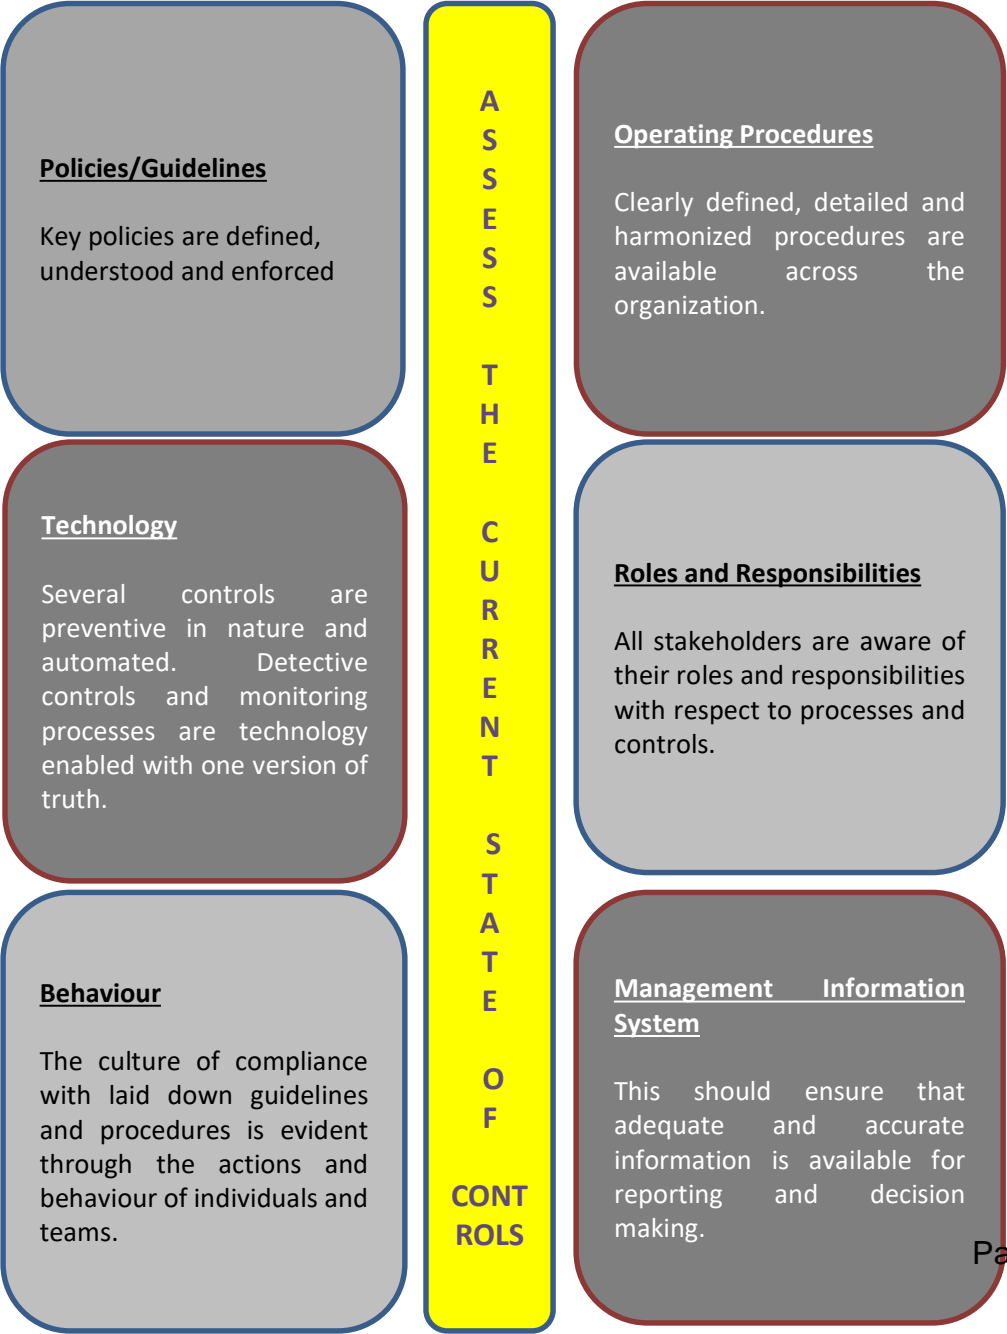 Policies/Guidelines
Key policies are defined,
understood and enforced
Technology
Several controls are
preventive in nature and
automated. Detective
controls and monitoring
processes are technology
enabled with one version of
truth.
Behaviour
The culture of compliance
with laid down guidelines
and procedures is evident
through the actions and
behaviour of individuals and
teams.
A
S
S
E
S
S
T
H
E
C
U
R
R
E
N
T
S
T
A
T
E
O
F
CONT
ROLS
Operating Procedures
Clearly defined, detailed and
harmonized procedures are
available across the
organization.
Roles and Responsibilities
All stakeholders are aware of
their roles and responsibilities
with respect to processes and
controls.
Management Information
System
This should ensure that
adequate and accurate
information is available for
reporting and decision
making.
Pa